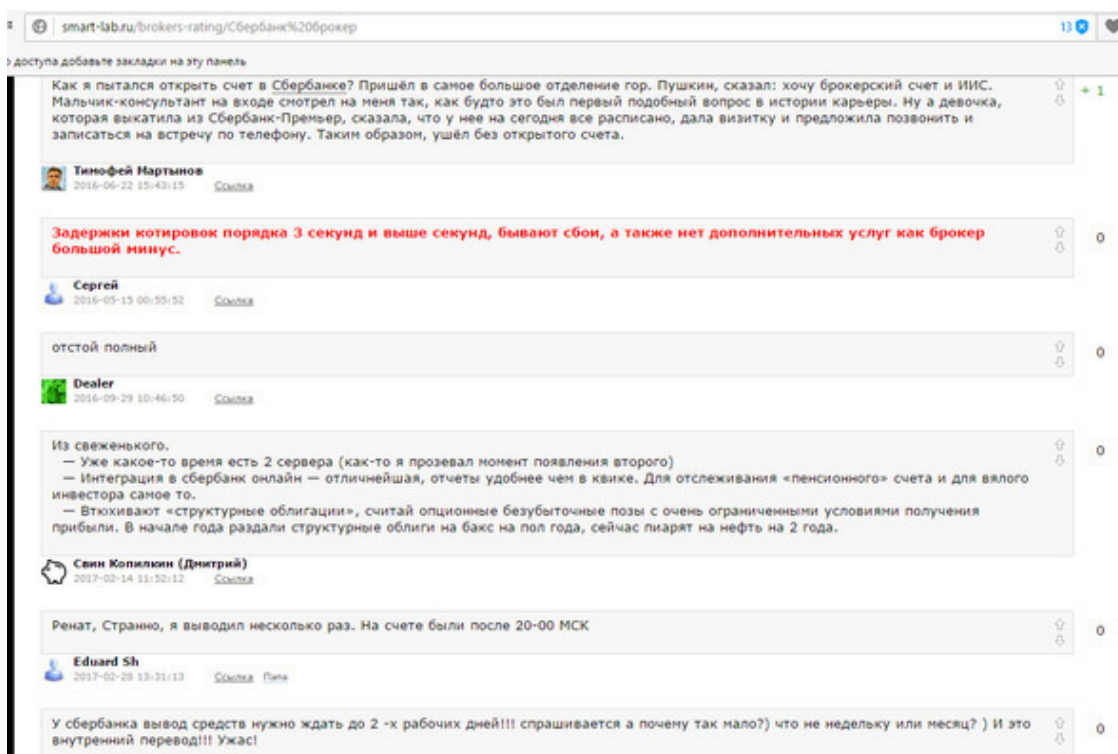 smart-lab.ru/brokers-rating/Сбербанк%20брокер
13
о доступа добавьте закладки на эту панель
Как я пытался открыть счет в Сбербанке? Пришёл в самое большое отделение гор. Пушкин, сказал: хочу брокерский счет и ИИС.
Мальчик-консультант на входе смотрел на меня так, как будто это был первый подобный вопрос в истории карьеры. Ну а девочка,
которая выкатила из Сбербанк-Премьер, сказала, что у нее на сегодня все расписано, дала визитку и предложила позвонить и
записаться на встречу по телефону. Таким образом, ушёл без открытого счета.
+ 1
Тимофей Мартынов
2016-06-22 15:43:15 Ссылка
Задержки котировок порядка 3 секунд и выше секунд, бывают сбои, а также нет дополнительных услуг как брокер
большой минус.
0
Сергей
2016-05-15 00:55:52 Ссылка
отстой полный
0
Dealer
2016-09-29 10:46:50 Ссылка
Из свеженького.
— Уже какое-то время есть 2 сервера (как-то я прозевал момент появления второго)
— Интеграция в сбербанк онлайн — отличнейшая, отчеты удобнее чем в квике. Для отслеживания «пенсионного» счета и для вялого
инвестора самое то.
— Втюхивают «структурные облигации», считай опционные безубыточные позы с очень ограниченными условиями получения
прибыли. В начале года раздали структурные облиги на бакс на пол года, сейчас пиарят на нефть на 2 года.
0
Свин Копилкин (Дмитрий)
2017-02-14 11:52:12 Ссылка
Ренат, Странно, я выводил несколько раз. На счете были после 20-00 МСК
0
Eduard Sh
2017-02-28 13:31:13 Ссылка Папа
У сбербанка вывод средств нужно ждать до 2 -х рабочих дней!!! спрашивается а почему так мало?) что не недельку или месяц? ) И это
внутренний перевод!!! Ужас!
0